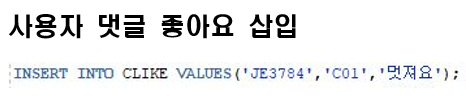 사용자 댓글 좋아요 삽입
INSERT INTO CLIKE VALUES('JE3784','C01','멋져요');